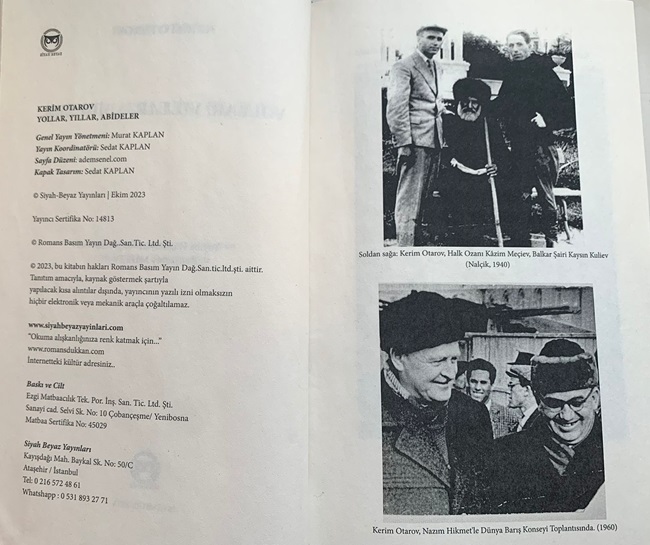 SİYAH BEYAZ
KERİM OTAROV
YOLLAR, YILLAR, ABİDELER
Genel Yayın Yönetmeni: Murat KAPLAN
Yayın Koordinatörü: Sedat KAPLAN
Sayfa Düzeni: ademsenel.com
Kapak Tasarım: Sedat KAPLAN
© Siyah-Beyaz Yayınları | Ekim 2023
Yayıncı Sertifika No: 14813
© Romans Basım Yayın Dağ..San.Tic. Ltd. Şti.
© 2023, bu kitabın hakları Romans Basım Yayın Dağ.San.tic.ltd.şti. aittir.
Tanıtım amacıyla, kaynak göstermek şartıyla
yapılacak kısa alıntılar dışında, yayıncının yazılı izni olmaksızın
hiçbir elektronik veya mekanik araçla çoğaltılamaz.
www.siyahbeyazyayinlari.com
"Okuma alışkanlığınıza renk katmak için..."
www.romansdukkan.com
İnternetteki kültür adresiniz..
Baskı ve Cilt
Ezgi Matbaacılık Tek. Por. İnş. San. Tic. Ltd. Şti.
Sanayi cad. Selvi Sk. No: 10 Çobançeşme/ Yenibosna
Matbaa Sertifika No: 45029
Siyah Beyaz Yayınları
Kayışdağı Mah. Baykal Sk. No: 50/C
Ataşehir / İstanbul
Tel: 0 216 572 48 61
Whatsapp : 0 531 893 27 71
Soldan sağa: Kerim Otarov, Halk Ozanı Kâzim Meçiev, Balkar Şairi Kaysın Kuliev
(Nalçik, 1940)
Kerim Otarov, Nazım Hikmet'le Dünya Barış Konseyi Toplantısında. (1960)